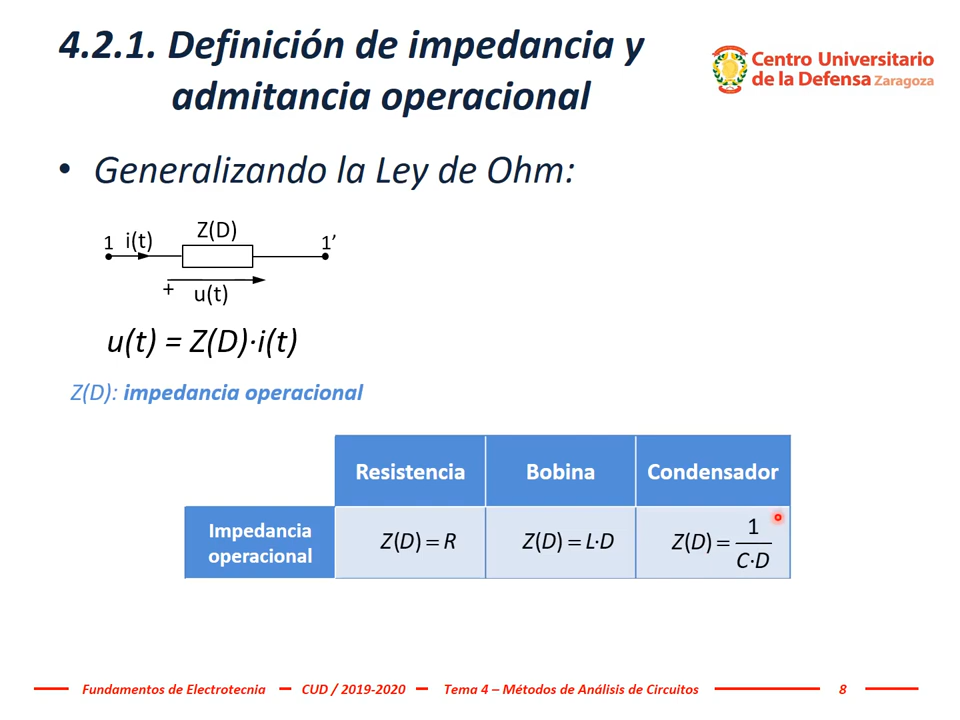 4.2.1. Definición de impedancia y
admitancia operacional
Centro Universitario
de la Defensa Zaragoza
• Generalizando la Ley de Ohm:
Z(D)
1 i(t) 1’
+ u(t)
u(t) = Z(D)·i(t)
Z(D): impedancia operacional
Resistencia Bobina Condensador
Impedancia
operacional
Z(D) = R Z(D) = L·D Z(D) = 1 / C·D
Fundamentos de Electrotecnia – CUD / 2019-2020 – Tema 4 – Métodos de Análisis de Circuitos 8